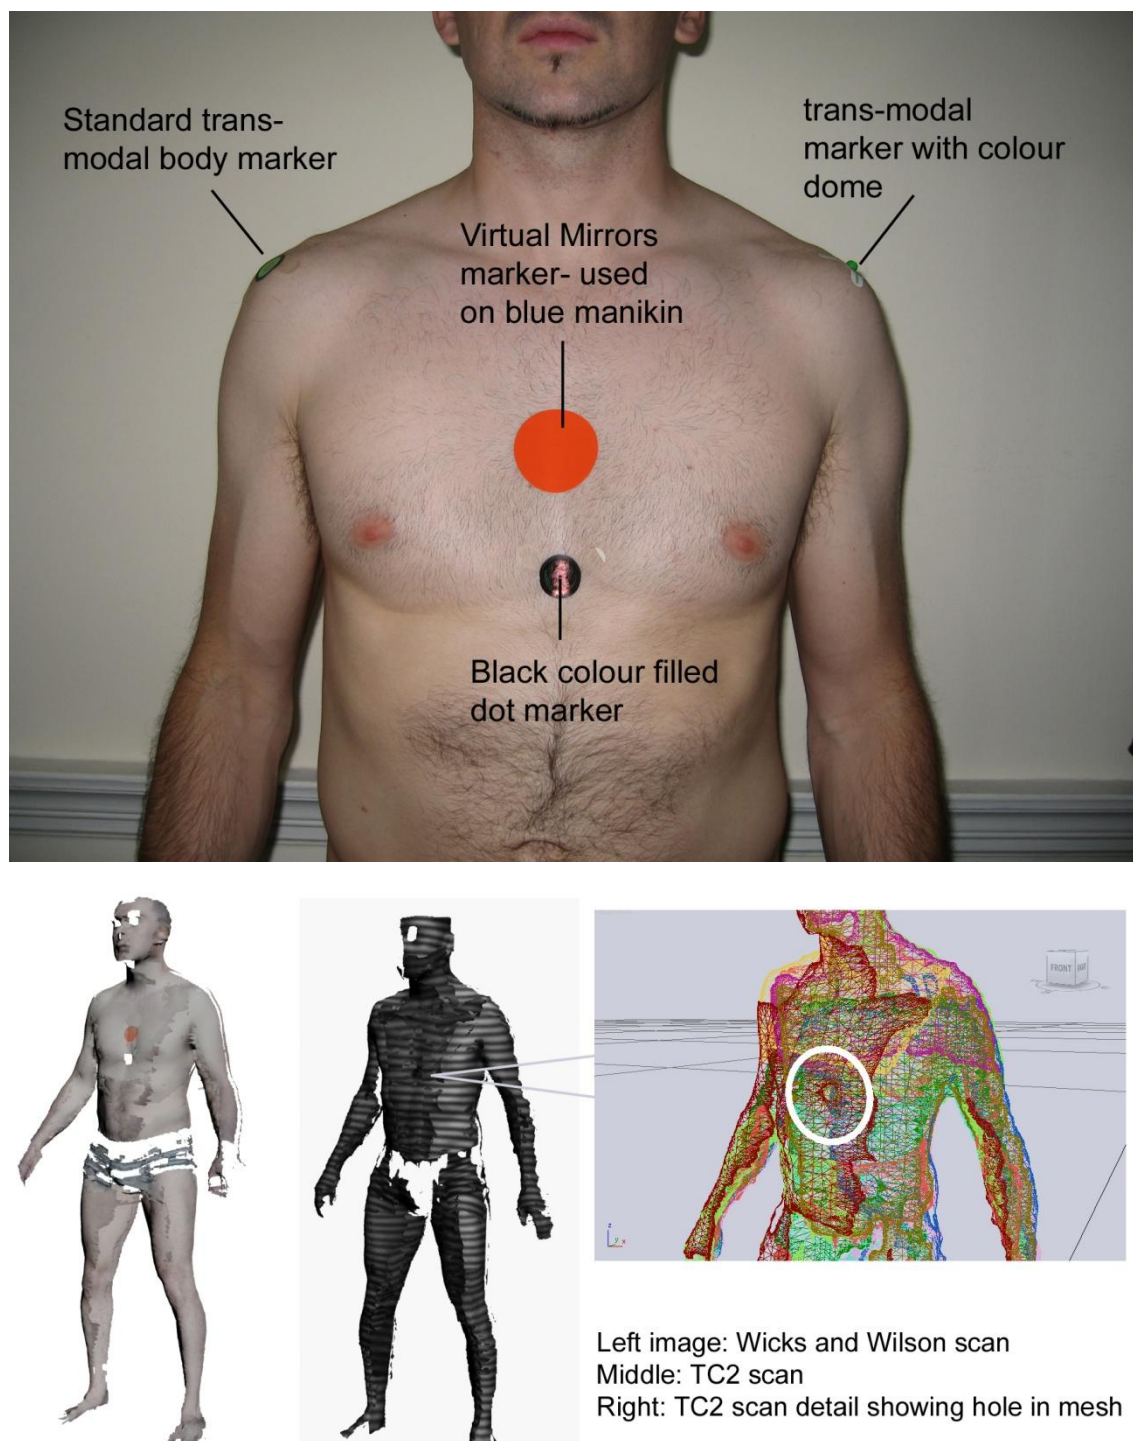 Standard trans-
modal body marker
trans-modal
marker with colour
dome
Virtual Mirrors
marker- used
on blue manikin
Black colour filled
dot marker
FRONT
z
y x
Left image: Wicks and Wilson scan
Middle: TC2 scan
Right: TC2 scan detail showing hole in mesh